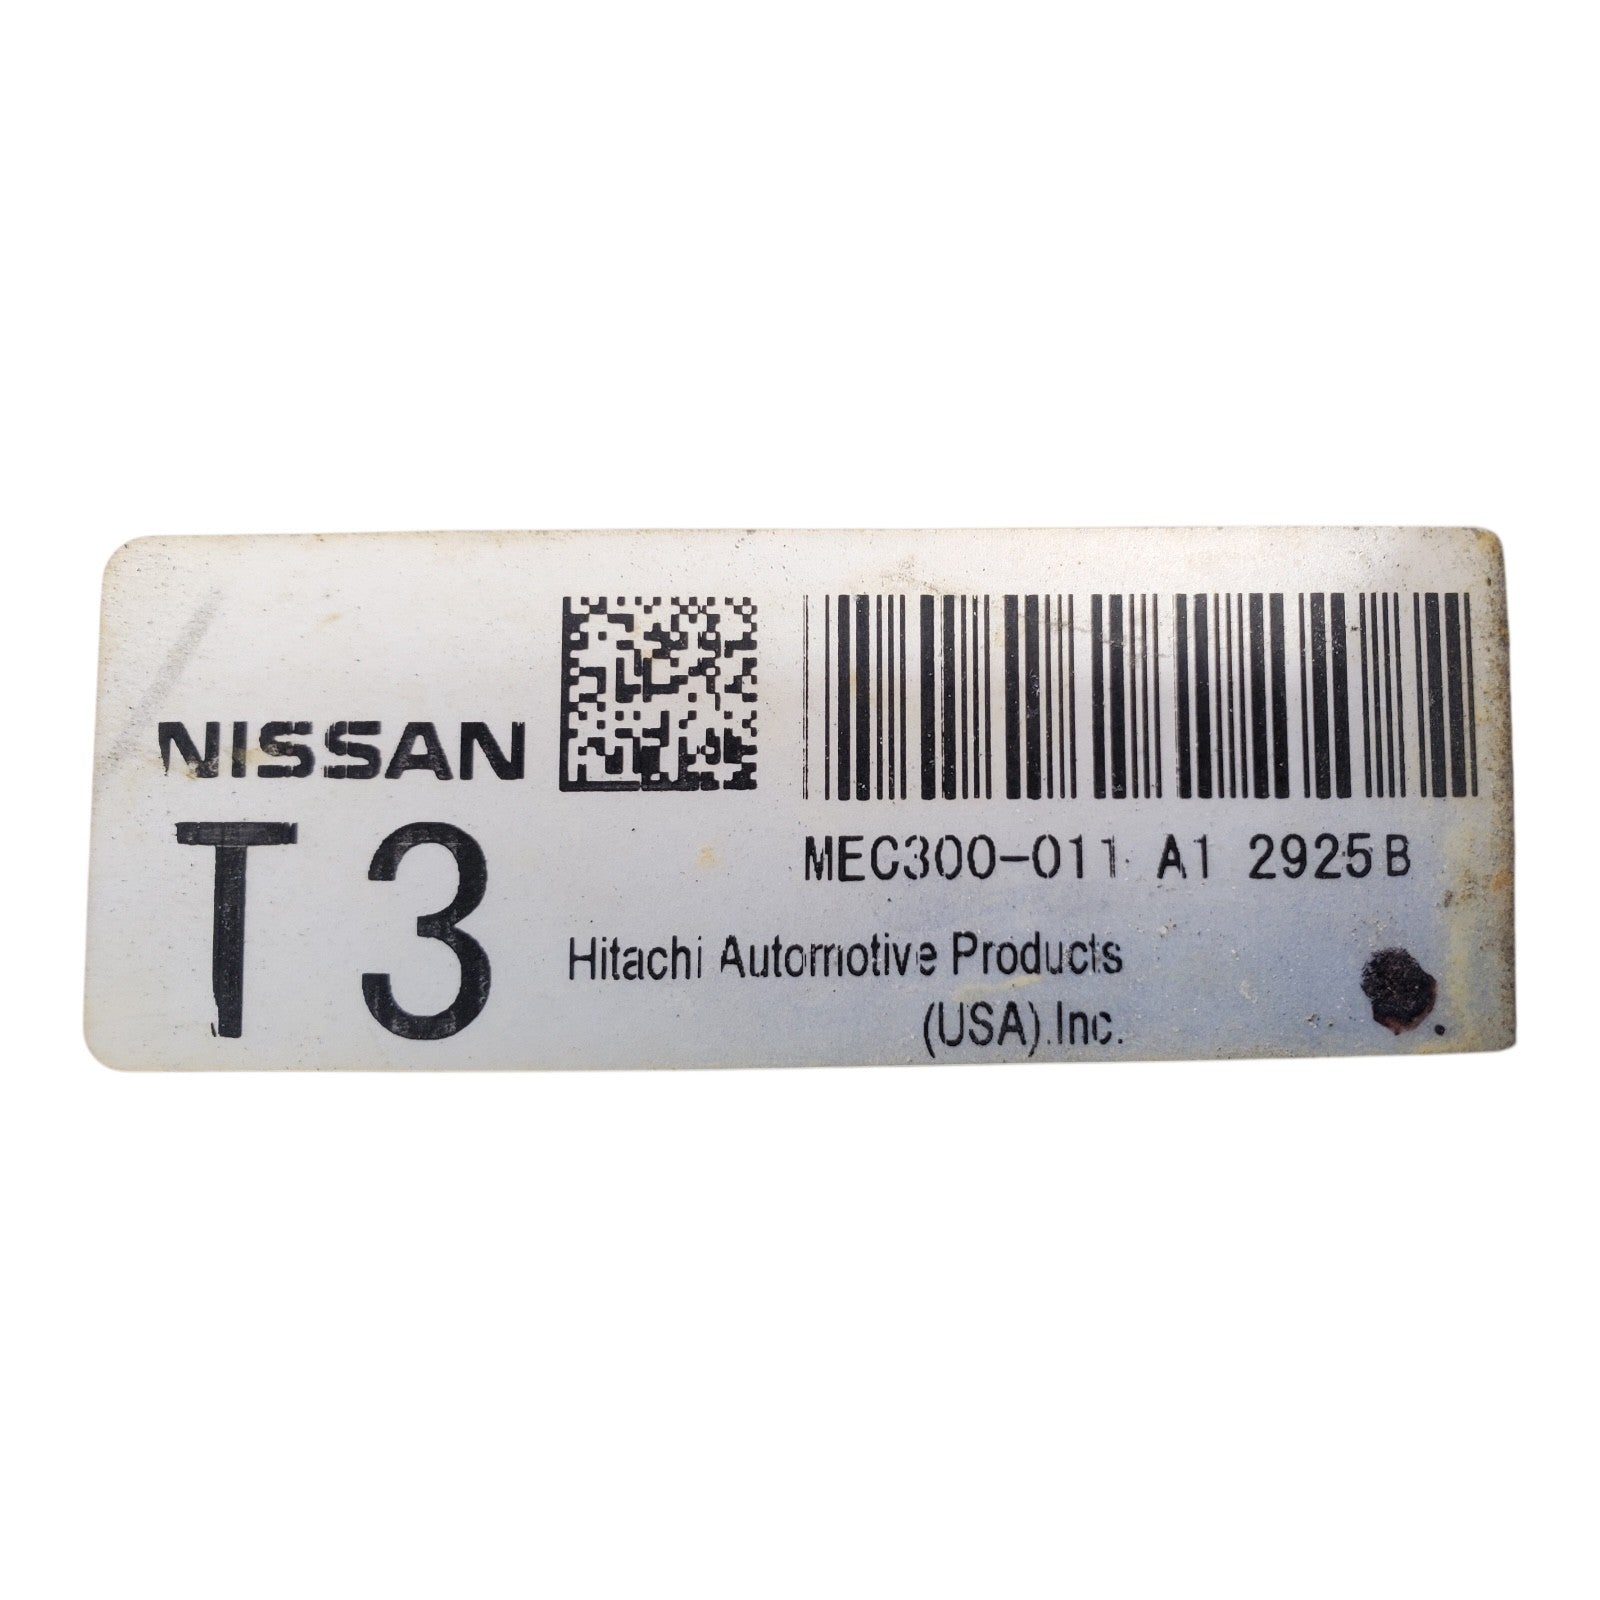 NISSAN
T3
MEC300-011 A1 2925B
Hitachi Automotive Products
(USA).Inc.